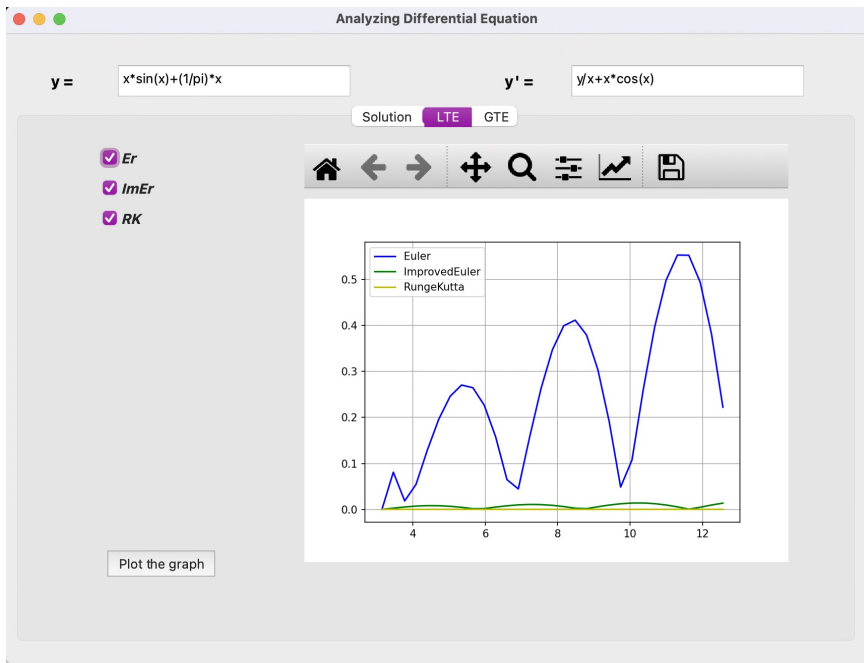 Analyzing Differential Equation
y = x*sin(x)+(1/pi)*x y' = y/x+x*cos(x)
Solution LTE GTE
Er
ImEr
RK
Euler
ImprovedEuler
RungeKutta
0.5
0.4
0.3
0.2
0.1
0.0
4 6 8 10 12
Plot the graph